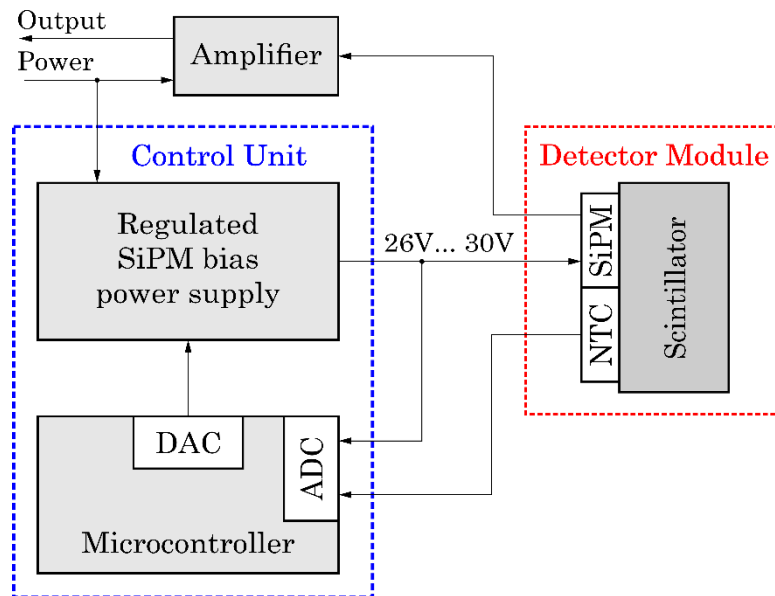 Output
Power
Amplifier
Control Unit
Detector Module
Regulated
SiPM bias
power supply
26V... 30V
SiPM
NTC
Scintillator
DAC
ADC
Microcontroller